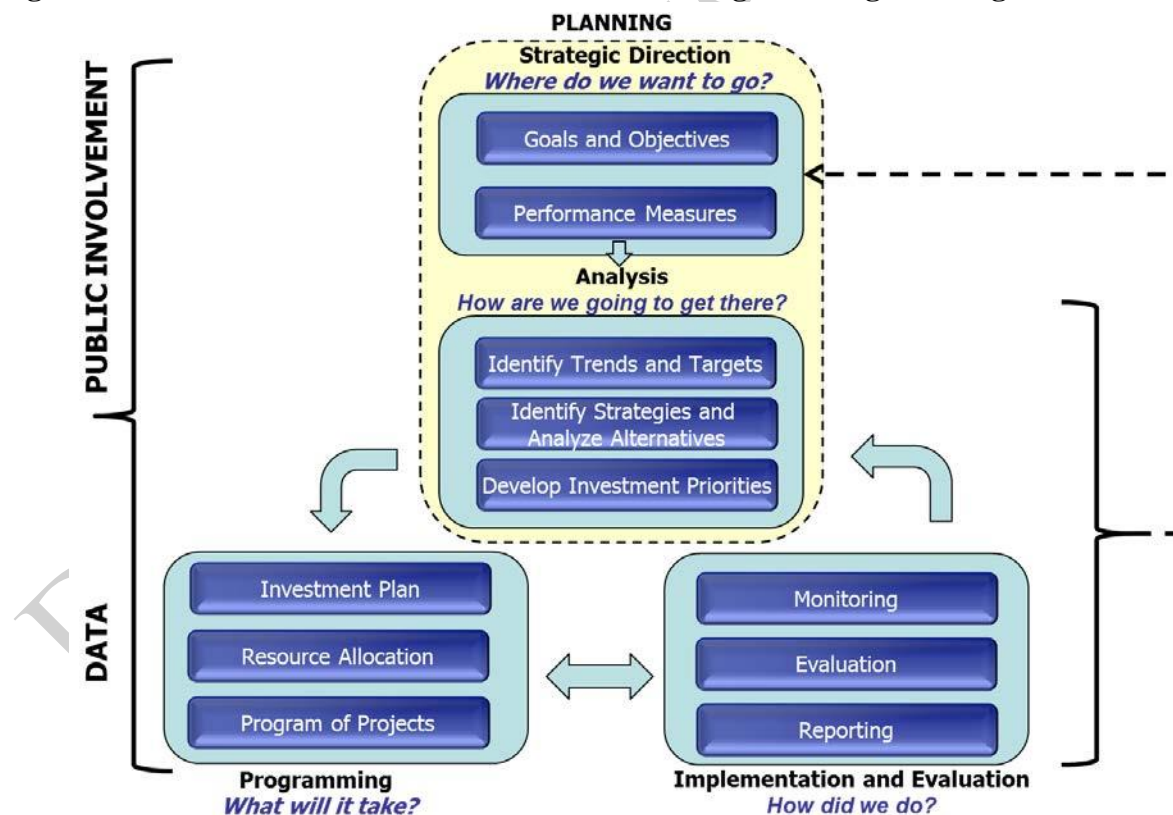 PLANNING
Strategic Direction
Where do we want to go?
Goals and Objectives
Performance Measures
Analysis
How are we going to get there?
Identify Trends and Targets
Identify Strategies and
Analyze Alternatives
Develop Investment Priorities
PUBLIC INVOLVEMENT
DATA
Investment Plan
Resource Allocation
Program of Projects
Programming
What will it take?
Monitoring
Evaluation
Reporting
Implementation and Evaluation
How did we do?